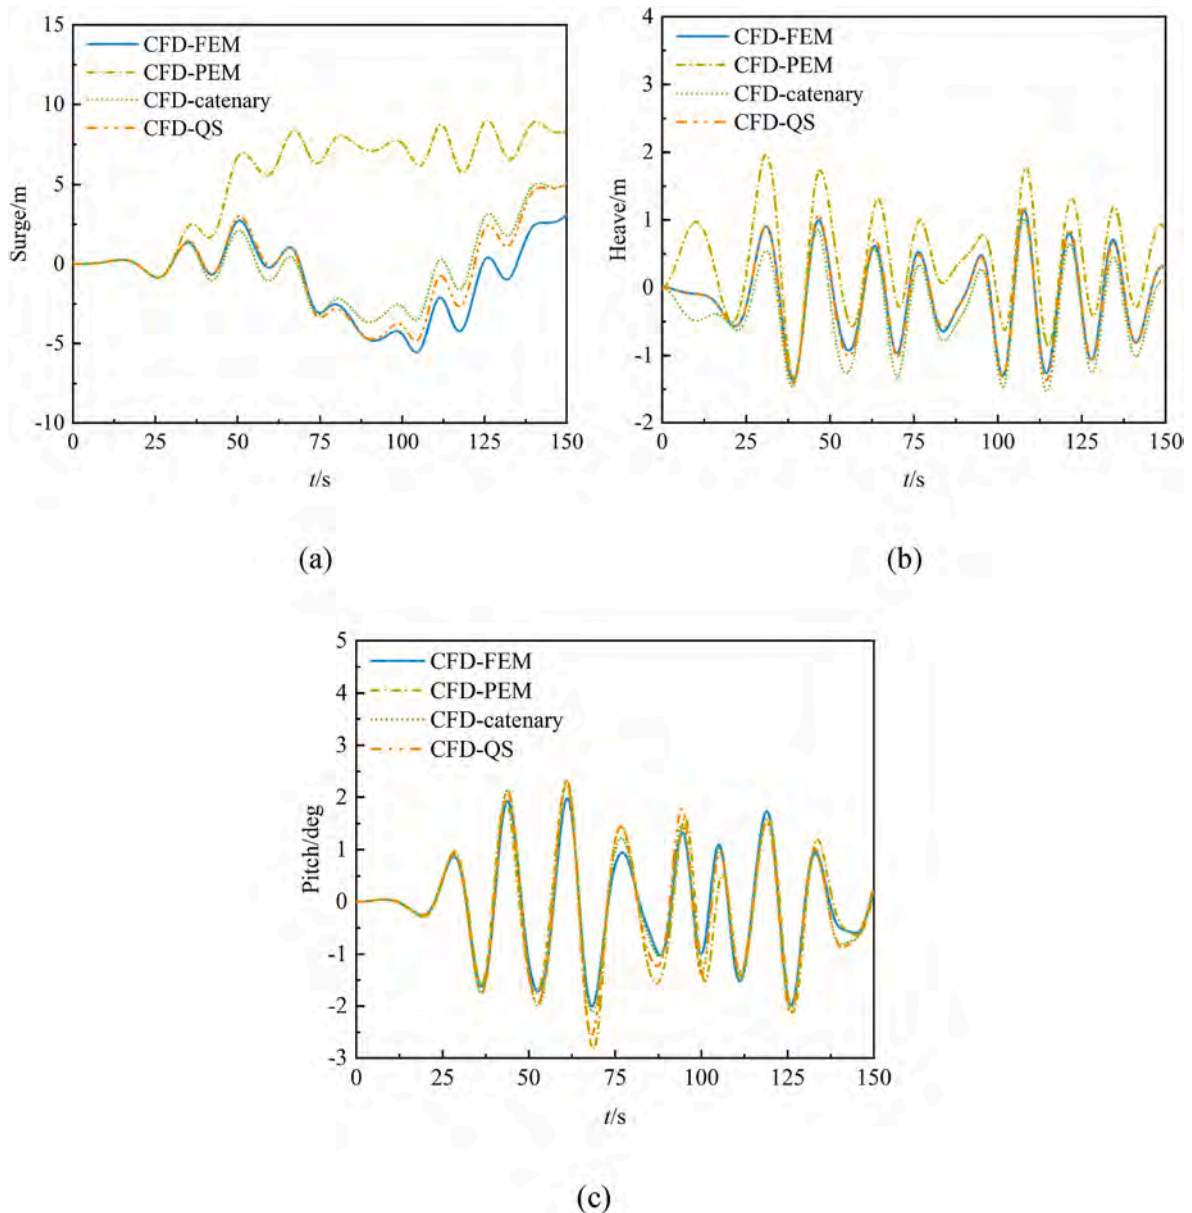 15
10
5
0
-5
-10
Surge/m
CFD-FEM
CFD-PEM
CFD-catenary
CFD-QS
0 25 50 75 100 125 150
t/s
(a)
4
3
2
1
0
-1
-2
Heave/m
CFD-FEM
CFD-PEM
CFD-catenary
CFD-QS
0 25 50 75 100 125 150
t/s
(b)
5
4
3
2
1
0
-1
-2
-3
Pitch/deg
CFD-FEM
CFD-PEM
CFD-catenary
CFD-QS
0 25 50 75 100 125 150
t/s
(c)